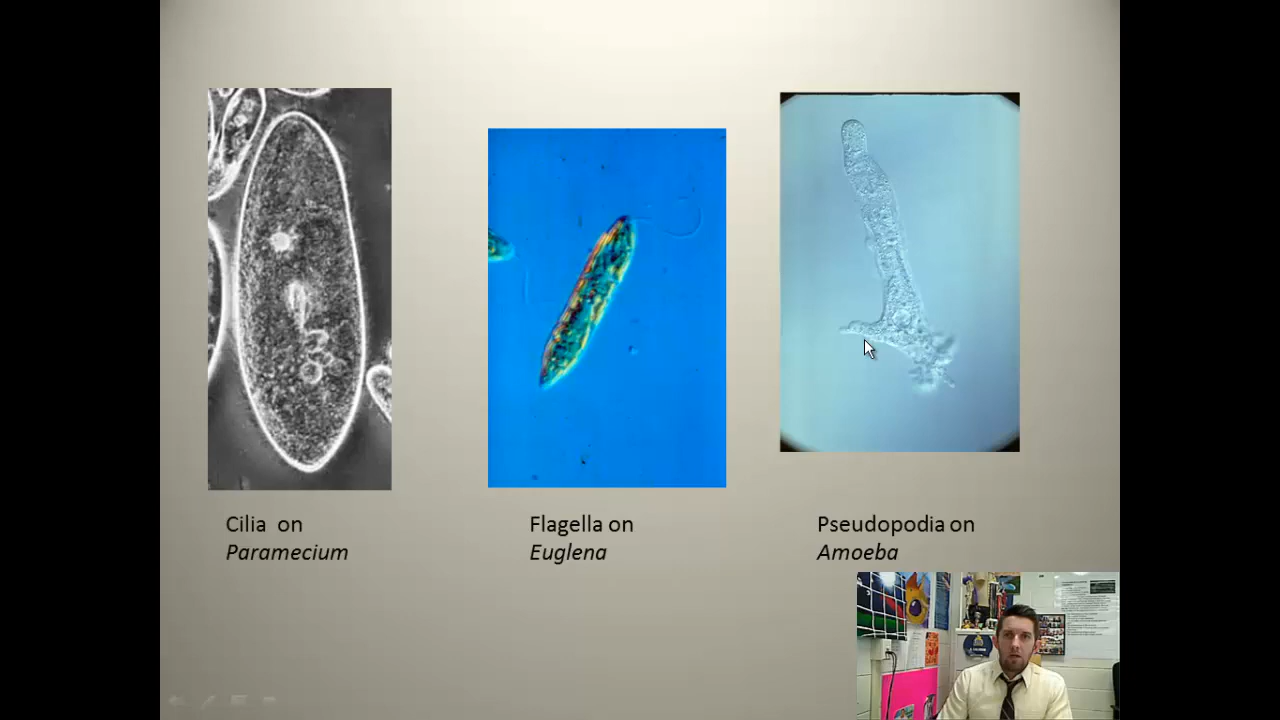 Cilia  on
Paramecium
Flagella on
Euglena
Pseudopodia on
Amoeba